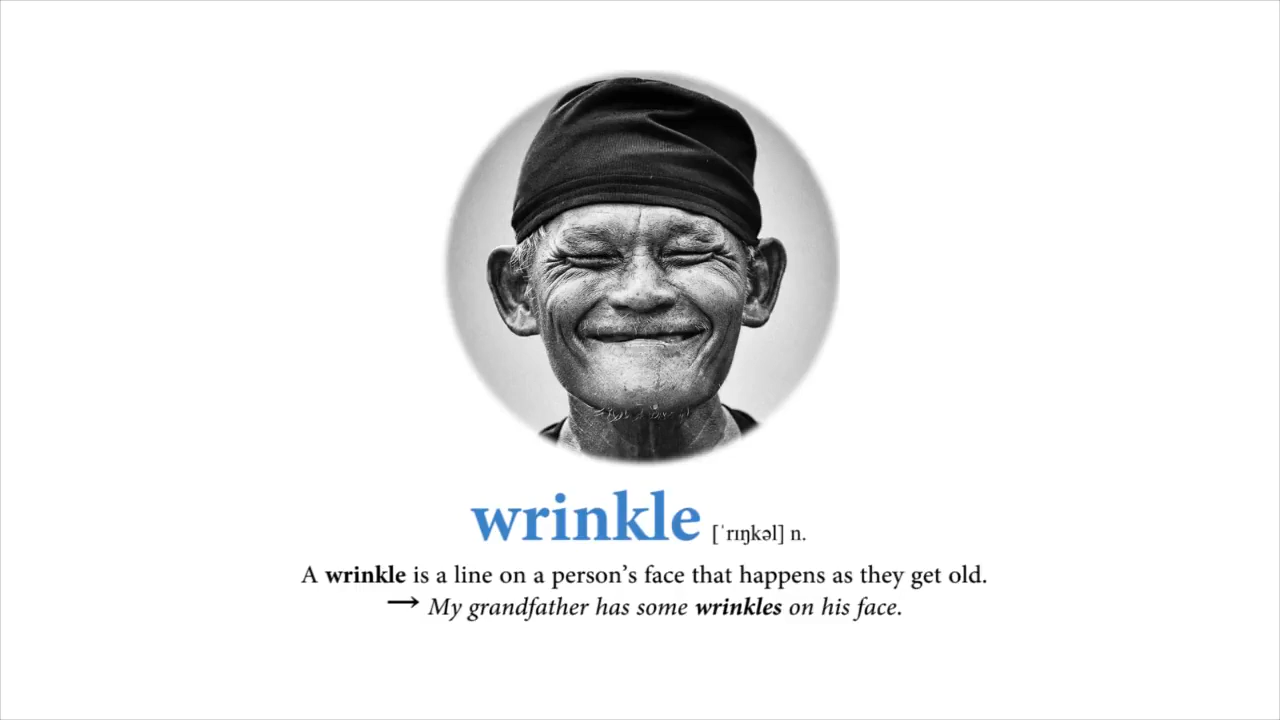 wrinkle [ˈrɪŋkəl] n.
A wrinkle is a line on a person’s face that happens as they get old.
→ My grandfather has some wrinkles on his face.